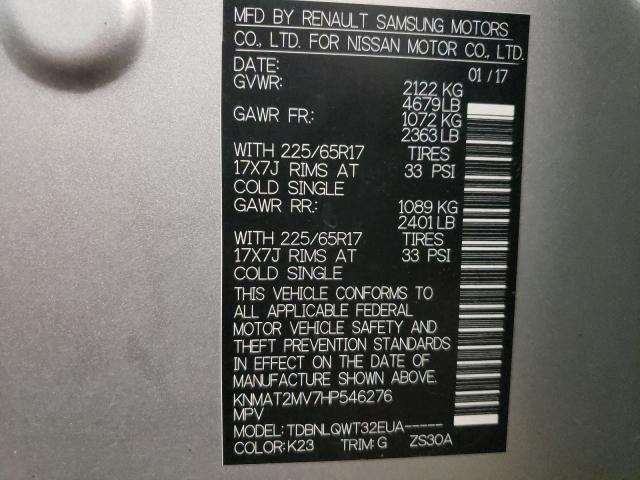 MFD BY RENAULT SAMSUNG MOTORS
CO., LTD. FOR NISSAN MOTOR CO., LTD.
DATE: 01 / 17
GVWR: 2122 KG
4679 LB
GAWR FR: 1072 KG
2363 LB
WITH 225/65R17 TIRES
17X7J RIMS AT 33 PSI
COLD SINGLE
GAWR RR: 1089 KG
2401 LB
WITH 225/65R17 TIRES
17X7J RIMS AT 33 PSI
COLD SINGLE
THIS VEHICLE CONFORMS TO
ALL APPLICABLE FEDERAL
MOTOR VEHICLE SAFETY AND
THEFT PREVENTION STANDARDS
IN EFFECT ON THE DATE OF
MANUFACTURE SHOWN ABOVE.
KNMAT2MV7HP546276
MPV
MODEL: TDBNLQWT32EUA-----
COLOR: K23 TRIM: G ZS30A